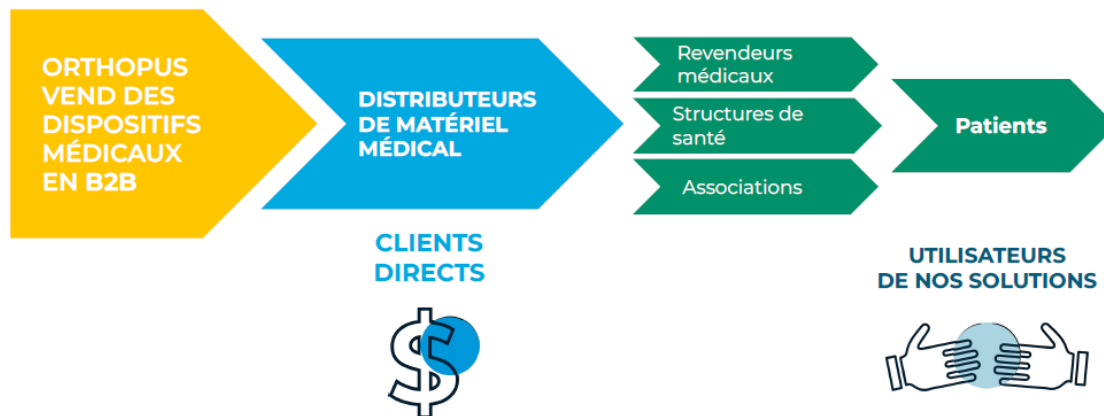 ORTHOPUS
VEND DES
DISPOSITIFS
MÉDICAUX
EN B2B
DISTRIBUTEURS
DE MATÉRIEL
MÉDICAL
Revendeurs
médicaux
Structures de
santé
Associations
Patients
CLIENTS
DIRECTS
UTILISATEURS
DE NOS SOLUTIONS
$